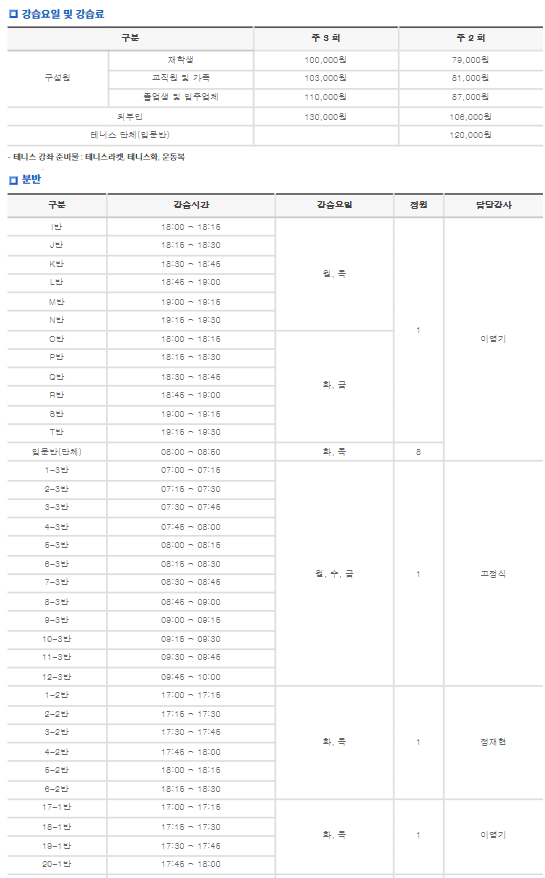 강습요일 및 강습료
구분 주 3 회 주 2 회
구성원 재학생 100,000원 79,000원
교직원 및 가족 103,000원 81,000원
졸업생 및 입주업체 110,000원 87,000원
외부인 130,000원 106,000원
테니스 단체(입문반) 120,000원
- 테니스 강좌 준비물 : 테니스라켓, 테니스화, 운동복
분반
구분 강습시간 강습요일 정원 담당강사
I반 18:00 ~ 18:15 월, 목 1 이별기
J반 18:15 ~ 18:30
K반 18:30 ~ 18:45
L반 18:45 ~ 19:00
M반 19:00 ~ 19:15
N반 19:15 ~ 19:30
O반 18:00 ~ 18:15 화, 금
P반 18:15 ~ 18:30
Q반 18:30 ~ 18:45
R반 18:45 ~ 19:00
S반 19:00 ~ 19:15
T반 19:15 ~ 19:30
입문반(단체) 08:00 ~ 08:50 화, 목 8
1-3반 07:00 ~ 07:15 월, 수, 금 1 고정식
2-3반 07:15 ~ 07:30
3-3반 07:30 ~ 07:45
4-3반 07:45 ~ 08:00
5-3반 08:00 ~ 08:15
6-3반 08:15 ~ 08:30
7-3반 08:30 ~ 08:45
8-3반 08:45 ~ 09:00
9-3반 09:00 ~ 09:15
10-3반 09:15 ~ 09:30
11-3반 09:30 ~ 09:45
12-3반 09:45 ~ 10:00
1-2반 17:00 ~ 17:15 화, 목 1 정재헌
2-2반 17:15 ~ 17:30
3-2반 17:30 ~ 17:45
4-2반 17:45 ~ 18:00
5-2반 18:00 ~ 18:15
6-2반 18:15 ~ 18:30
17-1반 17:00 ~ 17:15 화, 목 1 이별기
18-1반 17:15 ~ 17:30
19-1반 17:30 ~ 17:45
20-1반 17:45 ~ 18:00